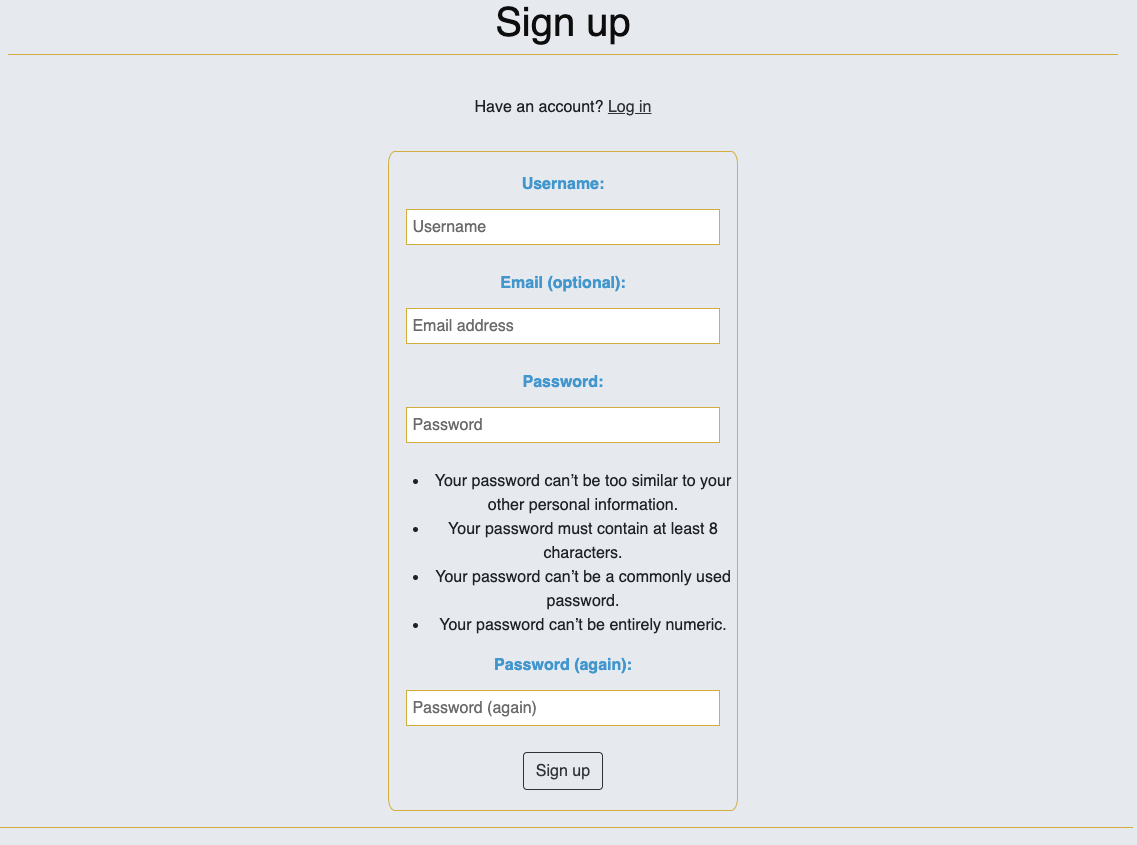 Sign up
Have an account? Log in
Username:
Username
Email (optional):
Email address
Password:
Password
• Your password can’t be too similar to your
other personal information.
• Your password must contain at least 8
characters.
• Your password can’t be a commonly used
password.
• Your password can’t be entirely numeric.
Password (again):
Password (again)
Sign up